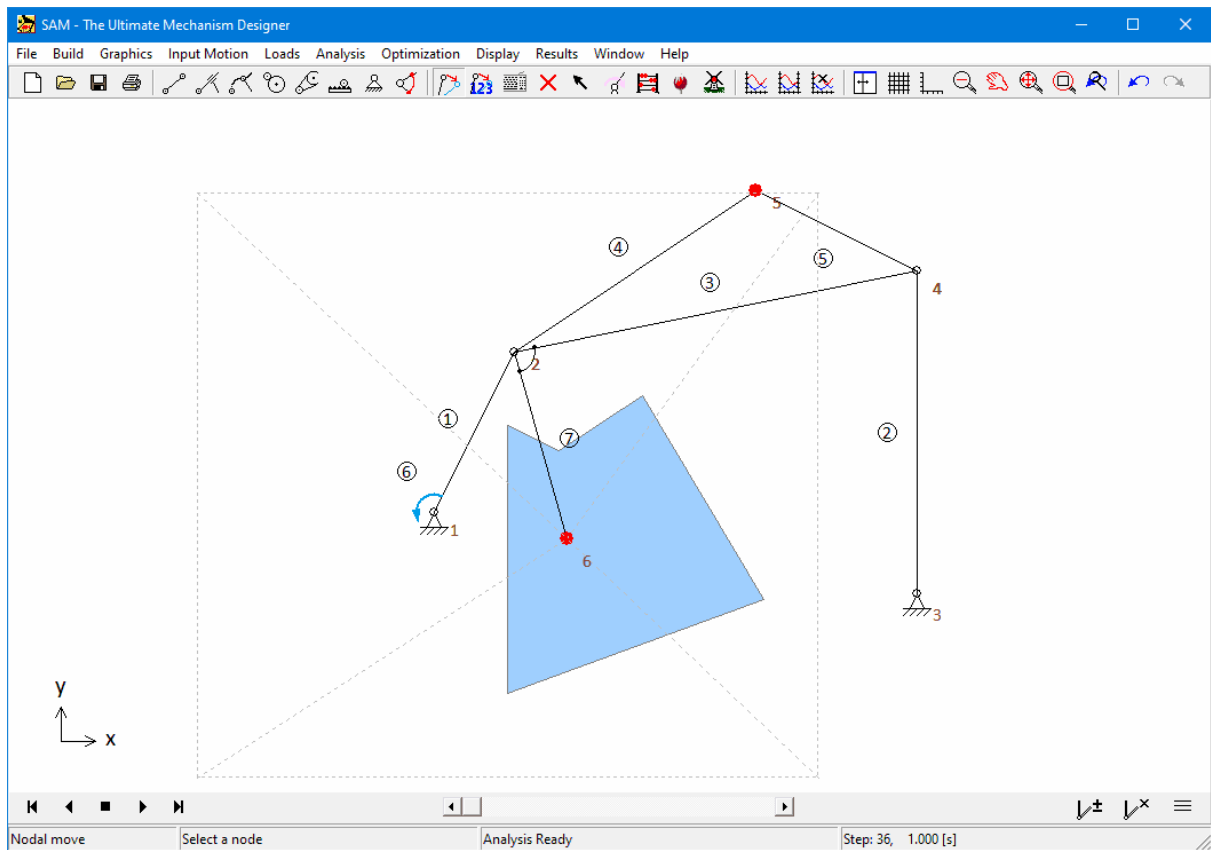 SAM - The Ultimate Mechanism Designer
File Build Graphics Input Motion Loads Analysis Optimization Display Results Window Help
123
5
4
5
3
4
2
1
2
7
6
1
6
3
y
x
Nodal move Select a node Analysis Ready Step: 36, 1.000 [s]